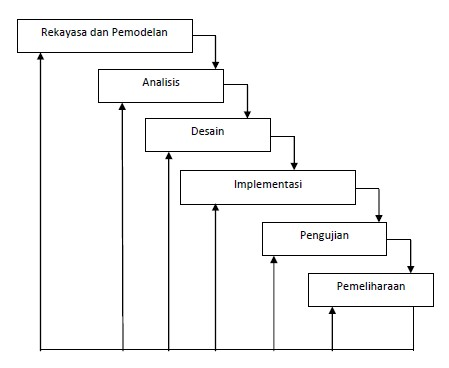 Rekayasa dan Pemodelan
Analisis
Desain
Implementasi
Pengujian
Pemeliharaan